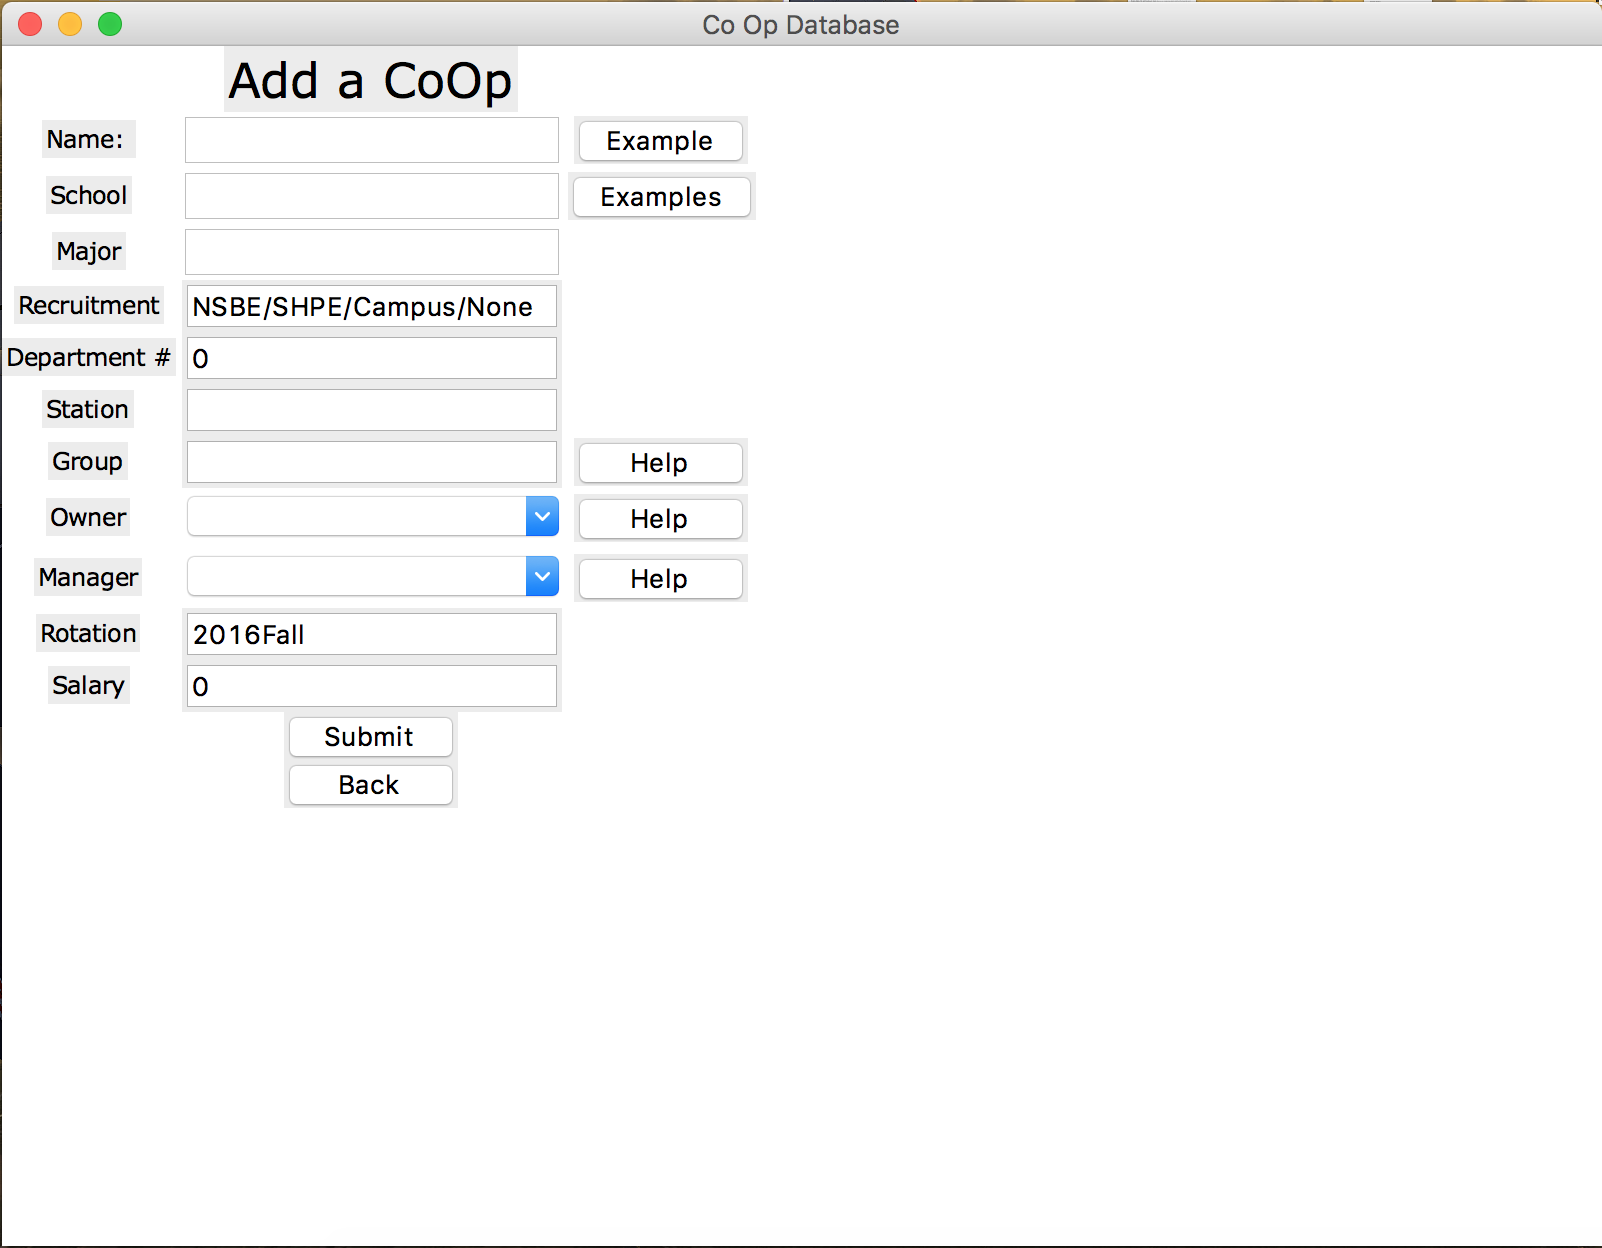 Co Op Database
Add a CoOp
Name: Example
School Examples
Major
Recruitment NSBE/SHPE/Campus/None
Department # 0
Station
Group Help
Owner Help
Manager Help
Rotation 2016Fall
Salary 0
Submit
Back